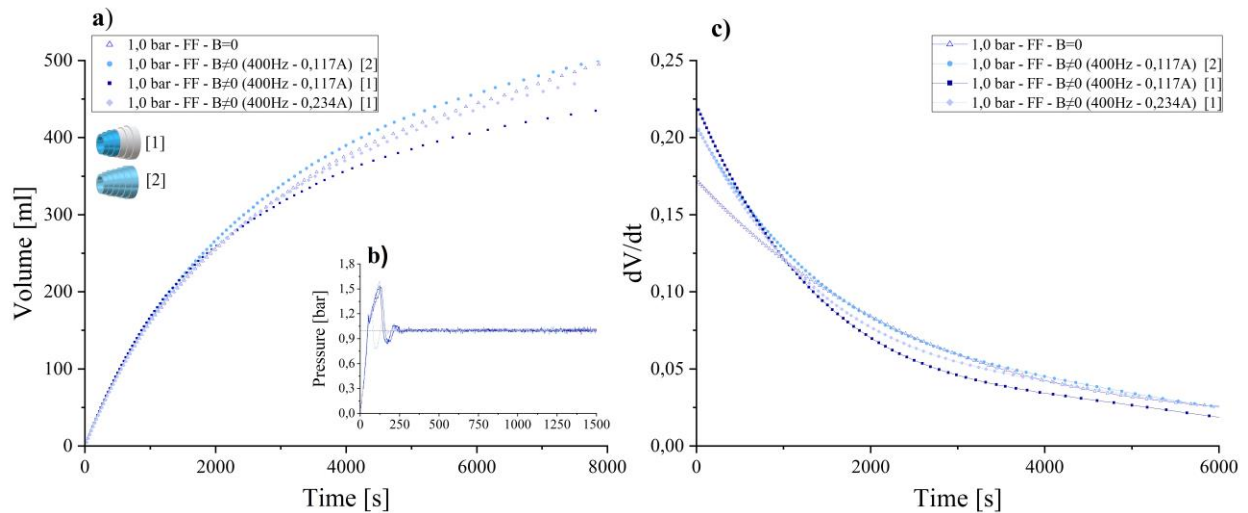 a)
1,0 bar - FF - B=0
1,0 bar - FF - B≠0 (400Hz - 0,117A) [2]
1,0 bar - FF - B≠0 (400Hz - 0,117A) [1]
1,0 bar - FF - B≠0 (400Hz - 0,234A) [1]
[1]
[2]
500
400
300
200
100
0
Volume [ml]
0 2000 4000 6000 8000
Time [s]
b)
1,8
1,5
1,2
0,9
0,6
0,3
0,0
Pressure [bar]
0 250 500 750 1000 1250 1500
c)
1,0 bar - FF - B=0
1,0 bar - FF - B≠0 (400Hz - 0,117A) [2]
1,0 bar - FF - B≠0 (400Hz - 0,117A) [1]
1,0 bar - FF - B≠0 (400Hz - 0,234A) [1]
0,25
0,20
0,15
0,10
0,05
0,00
dV/dt
0 2000 4000 6000
Time [s]